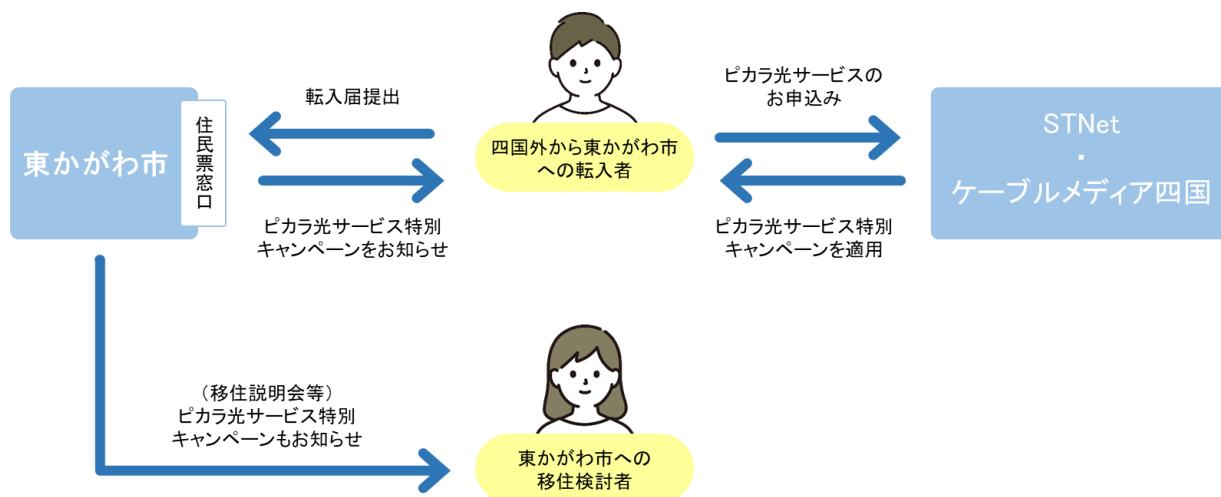 東かがわ市
住民票窓口
転入届提出
ピカラ光サービス特別
キャンペーンをお知らせ
四国外から東かがわ市
への転入者
ピカラ光サービスの
お申込み
ピカラ光サービス特別
キャンペーンを適用
STNet
・
ケーブルメディア四国
（移住説明会等）
ピカラ光サービス特別
キャンペーンもお知らせ
東かがわ市への
移住検討者